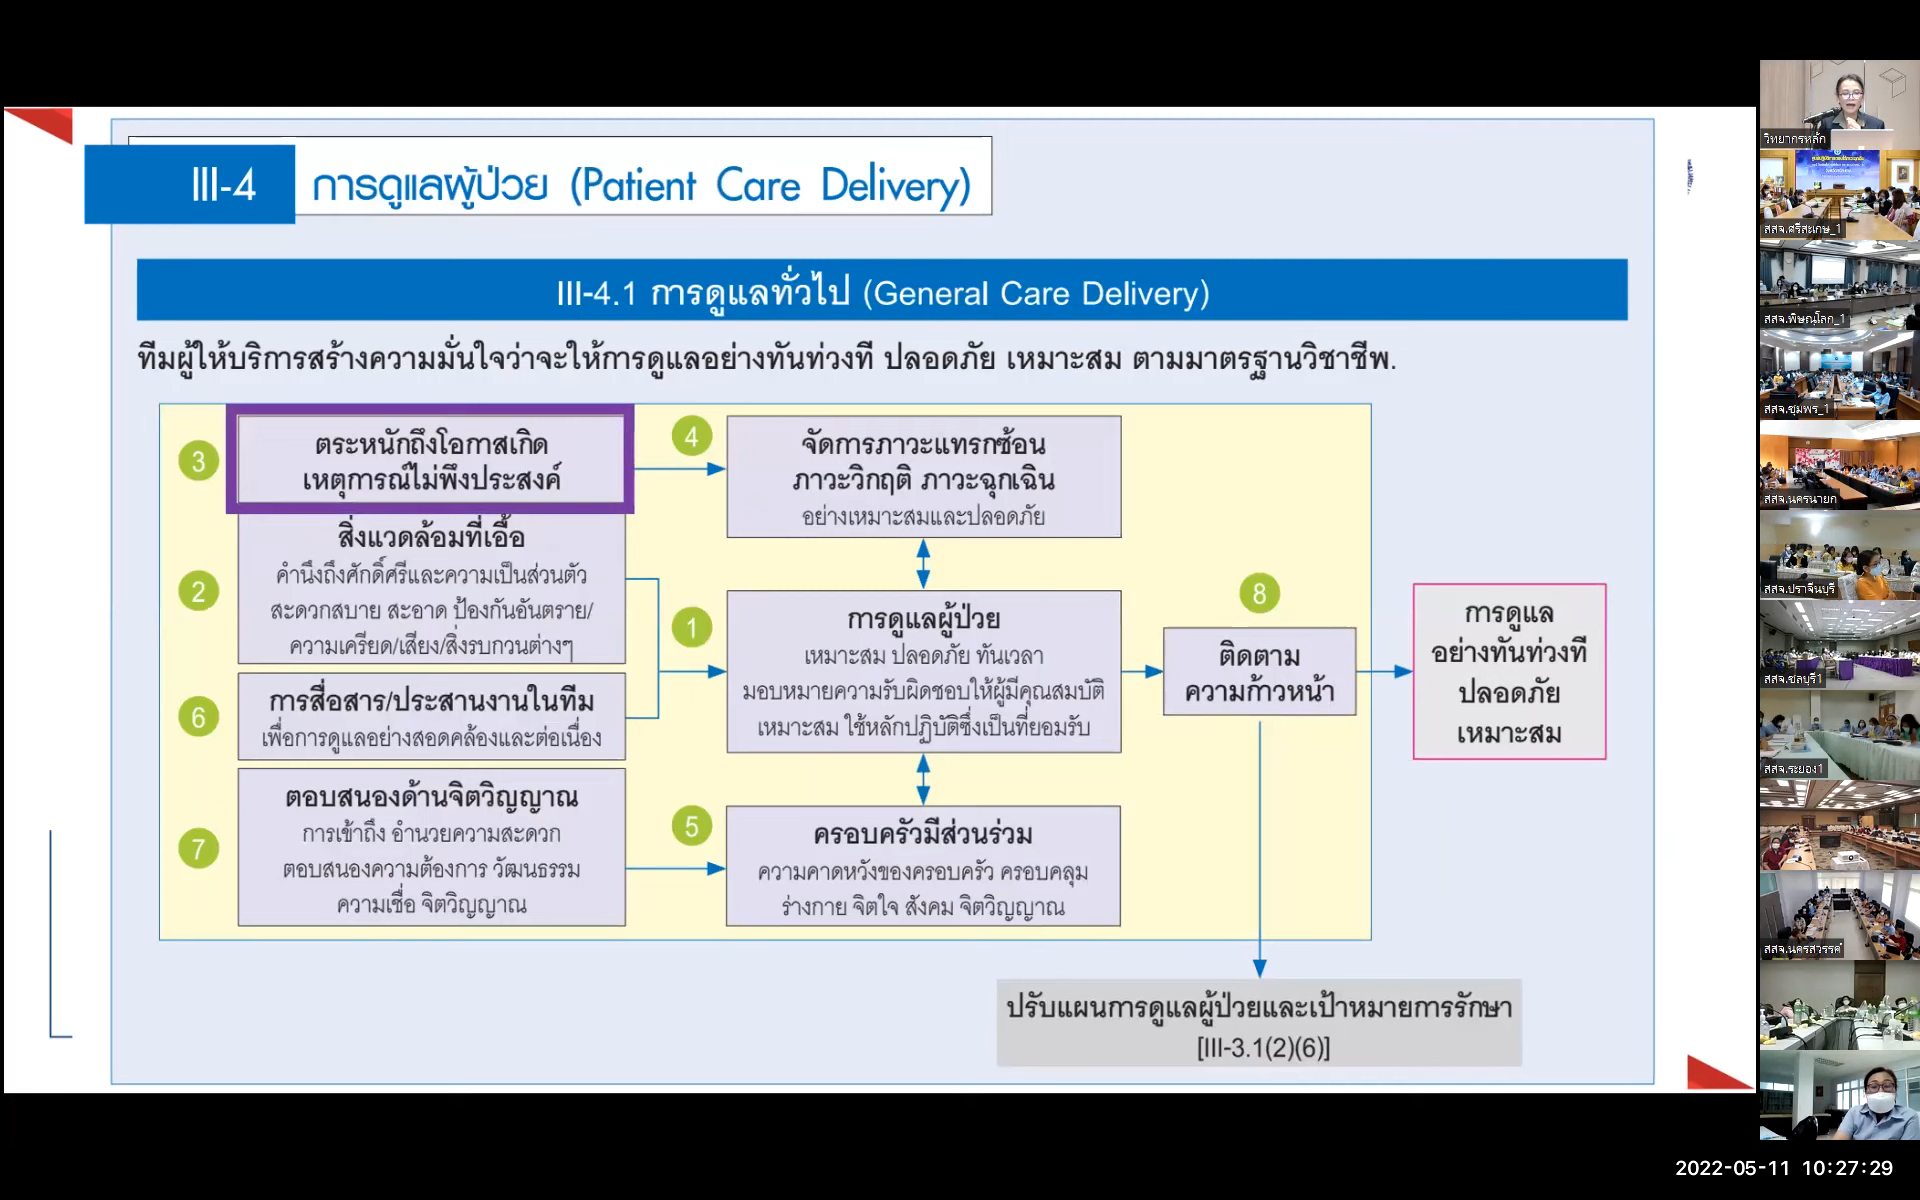 III-4
การดูแลผู้ป่วย (Patient Care Delivery)
III-4.1 การดูแลทั่วไป (General Care Delivery)
ทีมผู้ให้บริการสร้างความมั่นใจว่าจะให้การดูแลอย่างทันท่วงที ปลอดภัย เหมาะสม ตามมาตรฐานวิชาชีพ.
3
ตระหนักถึงโอกาสเกิด
เหตุการณ์ไม่พึงประสงค์
4
จัดการภาวะแทรกซ้อน
ภาวะวิกฤติ ภาวะฉุกเฉิน
อย่างเหมาะสมและปลอดภัย
2
สิ่งแวดล้อมที่เอื้อ
คำนึงถึงศักดิ์ศรีและความเป็นส่วนตัว
สะดวกสบาย สะอาด ป้องกันอันตราย/
ความเครียด/เสียง/สิ่งรบกวนต่างๆ
1
การดูแลผู้ป่วย
เหมาะสม ปลอดภัย ทันเวลา
มอบหมายความรับผิดชอบให้ผู้มีคุณสมบัติ
เหมาะสม ใช้หลักปฏิบัติซึ่งเป็นที่ยอมรับ
8
ติดตาม
ความก้าวหน้า
การดูแล
อย่างทันท่วงที
ปลอดภัย
เหมาะสม
6
การสื่อสาร/ประสานงานในทีม
เพื่อการดูแลอย่างสอดคล้องและต่อเนื่อง
7
ตอบสนองด้านจิตวิญญาณ
การเข้าถึง อำนวยความสะดวก
ตอบสนองความต้องการ วัฒนธรรม
ความเชื่อ จิตวิญญาณ
5
ครอบครัวมีส่วนร่วม
ความคาดหวังของครอบครัว ครอบคลุม
ร่างกาย จิตใจ สังคม จิตวิญญาณ
ปรับแผนการดูแลผู้ป่วยและเป้าหมายการรักษา
[III-3.1(2)(6)]
วิทยากรหลัก
สสจ.ศรีสะเกษ_1
สสจ.พิษณุโลก_1
สสจ.ชุมพร_1
สสจ.นครนายก
สสจ.ปราจีนบุรี
สสจ.ชลบุรี1
สสจ.ระยอง1
สสจ.นครสวรรค์
2022-05-11 10:27:29